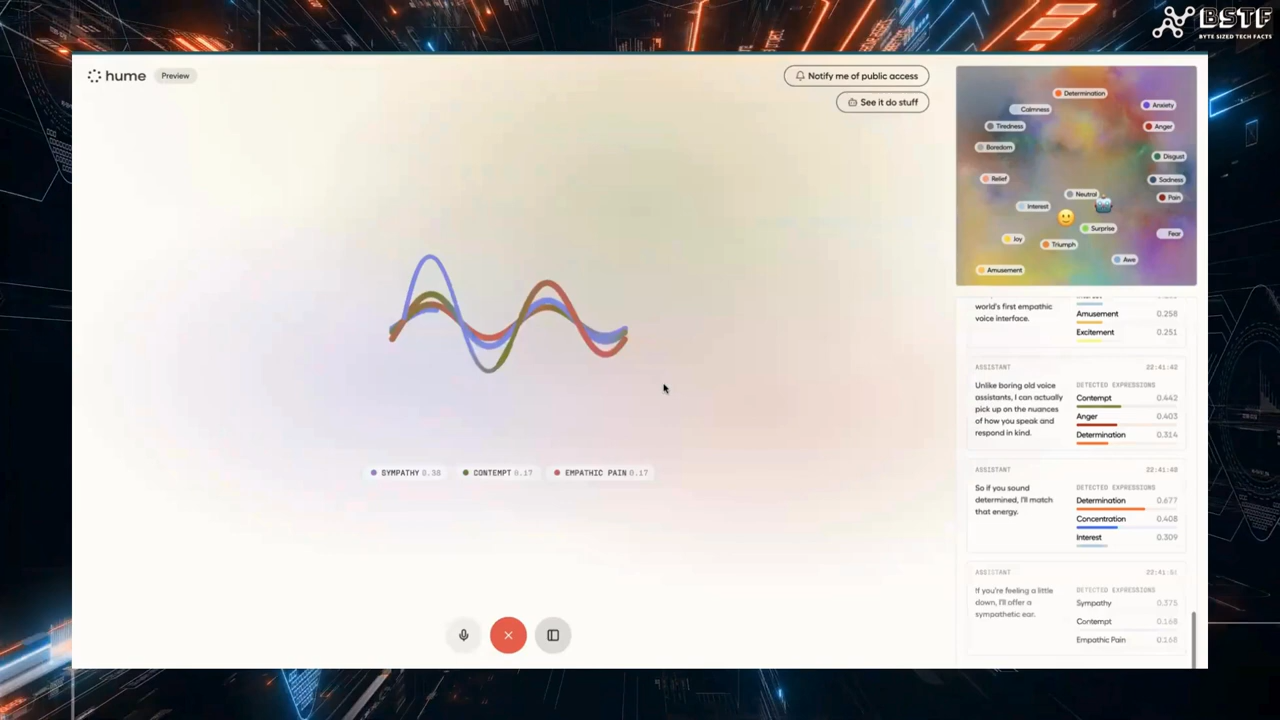 BSTF
BYTE SIZED TECH FACTS
hume
Preview
Notify me of public access
See it do stuff
Determination
Calmness
Anxiety
Tiredness
Anger
Boredom
Disgust
Relief
Sadness
Neutral
Pain
Interest
Surprise
Fear
Joy
Triumph
Awe
Amusement
world's first empathic
voice interface.
Amusement 0.258
Excitement 0.251
ASSISTANT 22:41:42
Unlike boring old voice
assistants, I can actually
pick up on the nuances
of how you speak and
respond in kind.
DETECTED EXPRESSIONS
Contempt 0.442
Anger 0.403
Determination 0.314
ASSISTANT 22:41:48
So if you sound
determined, I'll match
that energy.
DETECTED EXPRESSIONS
Determination 0.677
Concentration 0.408
Interest 0.309
ASSISTANT 22:41:51
If you're feeling a little
down, I'll offer a
sympathetic ear.
DETECTED EXPRESSIONS
Sympathy 0.375
Contempt 0.168
Empathic Pain 0.168
SYMPATHY 0.38 CONTEMPT 0.17 EMPATHIC PAIN 0.17